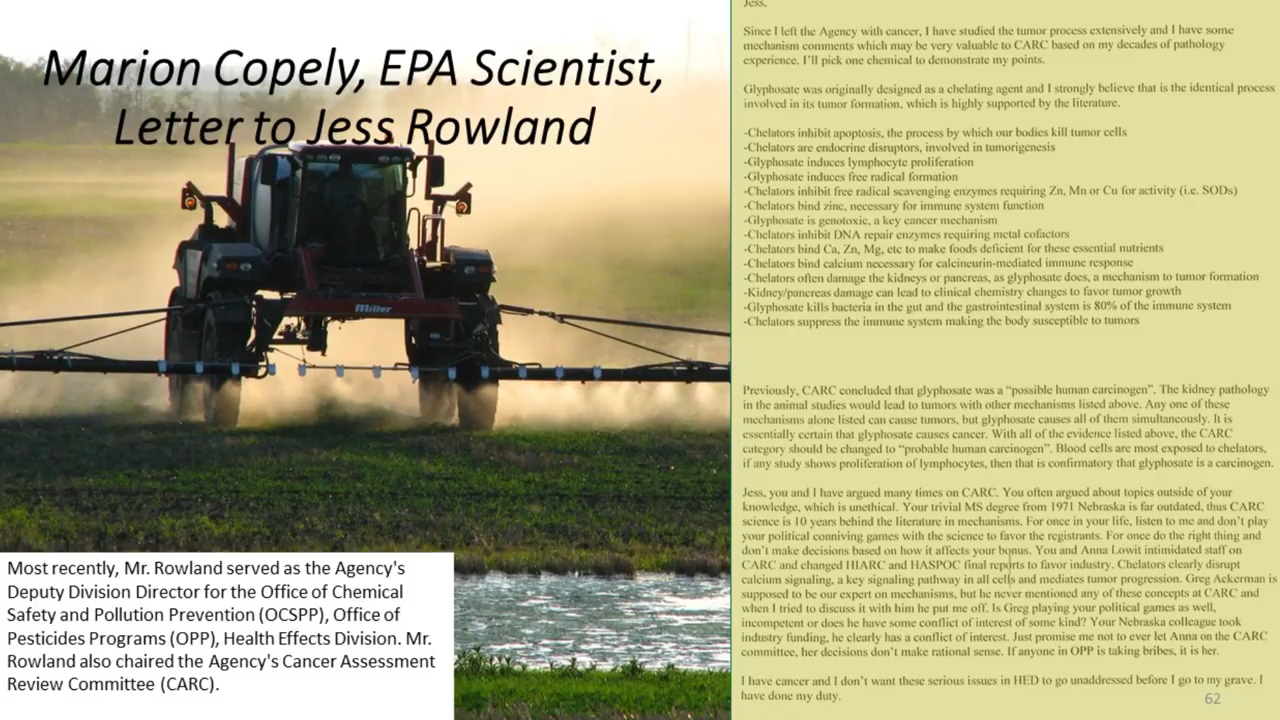 Marion Copely, EPA Scientist,
Letter to Jess Rowland
Miller
Most recently, Mr. Rowland served as the Agency's
Deputy Division Director for the Office of Chemical
Safety and Pollution Prevention (OCSPP), Office of
Pesticides Programs (OPP), Health Effects Division. Mr.
Rowland also chaired the Agency's Cancer Assessment
Review Committee (CARC).
Jess,
Since I left the Agency with cancer, I have studied the tumor process extensively and I have some
mechanism comments which may be very valuable to CARC based on my decades of pathology
experience. I'll pick one chemical to demonstrate my points.
Glyphosate was originally designed as a chelating agent and I strongly believe that is the identical process
involved in its tumor formation, which is highly supported by the literature.
-Chelators inhibit apoptosis, the process by which our bodies kill tumor cells
-Chelators are endocrine disruptors, involved in tumorigenesis
-Glyphosate induces lymphocyte proliferation
-Glyphosate induces free radical formation
-Chelators inhibit free radical scavenging enzymes requiring Zn, Mn or Cu for activity (i.e. SODs)
-Chelators bind zinc, necessary for immune system function
-Glyphosate is genotoxic, a key cancer mechanism
-Chelators inhibit DNA repair enzymes requiring metal cofactors
-Chelators bind Ca, Zn, Mg, etc to make foods deficient for these essential nutrients
-Chelators bind calcium necessary for calcineurin-mediated immune response
-Chelators often damage the kidneys or pancreas, as glyphosate does, a mechanism to tumor formation
-Kidney/pancreas damage can lead to clinical chemistry changes to favor tumor growth
-Glyphosate kills bacteria in the gut and the gastrointestinal system is 80% of the immune system
-Chelators suppress the immune system making the body susceptible to tumors
Previously, CARC concluded that glyphosate was a “possible human carcinogen”. The kidney pathology
in the animal studies would lead to tumors with other mechanisms listed above. Any one of these
mechanisms alone listed can cause tumors, but glyphosate causes all of them simultaneously. It is
essentially certain that glyphosate causes cancer. With all of the evidence listed above, the CARC
category should be changed to “probable human carcinogen”. Blood cells are most exposed to chelators,
if any study shows proliferation of lymphocytes, then that is confirmatory that glyphosate is a carcinogen.
Jess, you and I have argued many times on CARC. You often argued about topics outside of your
knowledge, which is unethical. Your trivial MS degree from 1971 Nebraska is far outdated, thus CARC
science is 10 years behind the literature in mechanisms. For once in your life, listen to me and don't play
your political conniving games with the science to favor the registrants. For once do the right thing and
don't make decisions based on how it affects your bonus. You and Anna Lowit intimidated staff on
CARC and changed HIARC and HASPOC final reports to favor industry. Chelators clearly disrupt
calcium signaling, a key signaling pathway in all cells and mediates tumor progression. Greg Ackerman is
supposed to be our expert on mechanisms, but he never mentioned any of these concepts at CARC and
when I tried to discuss it with him he put me off. Is Greg playing your political games as well,
incompetent or does he have some conflict of interest of some kind? Your Nebraska colleague took
industry funding, he clearly has a conflict of interest. Just promise me not to ever let Anna on the CARC
committee, her decisions don't make rational sense. If anyone in OPP is taking bribes, it is her.
I have cancer and I don't want these serious issues in HED to go unaddressed before I go to my grave. I
have done my duty.
62